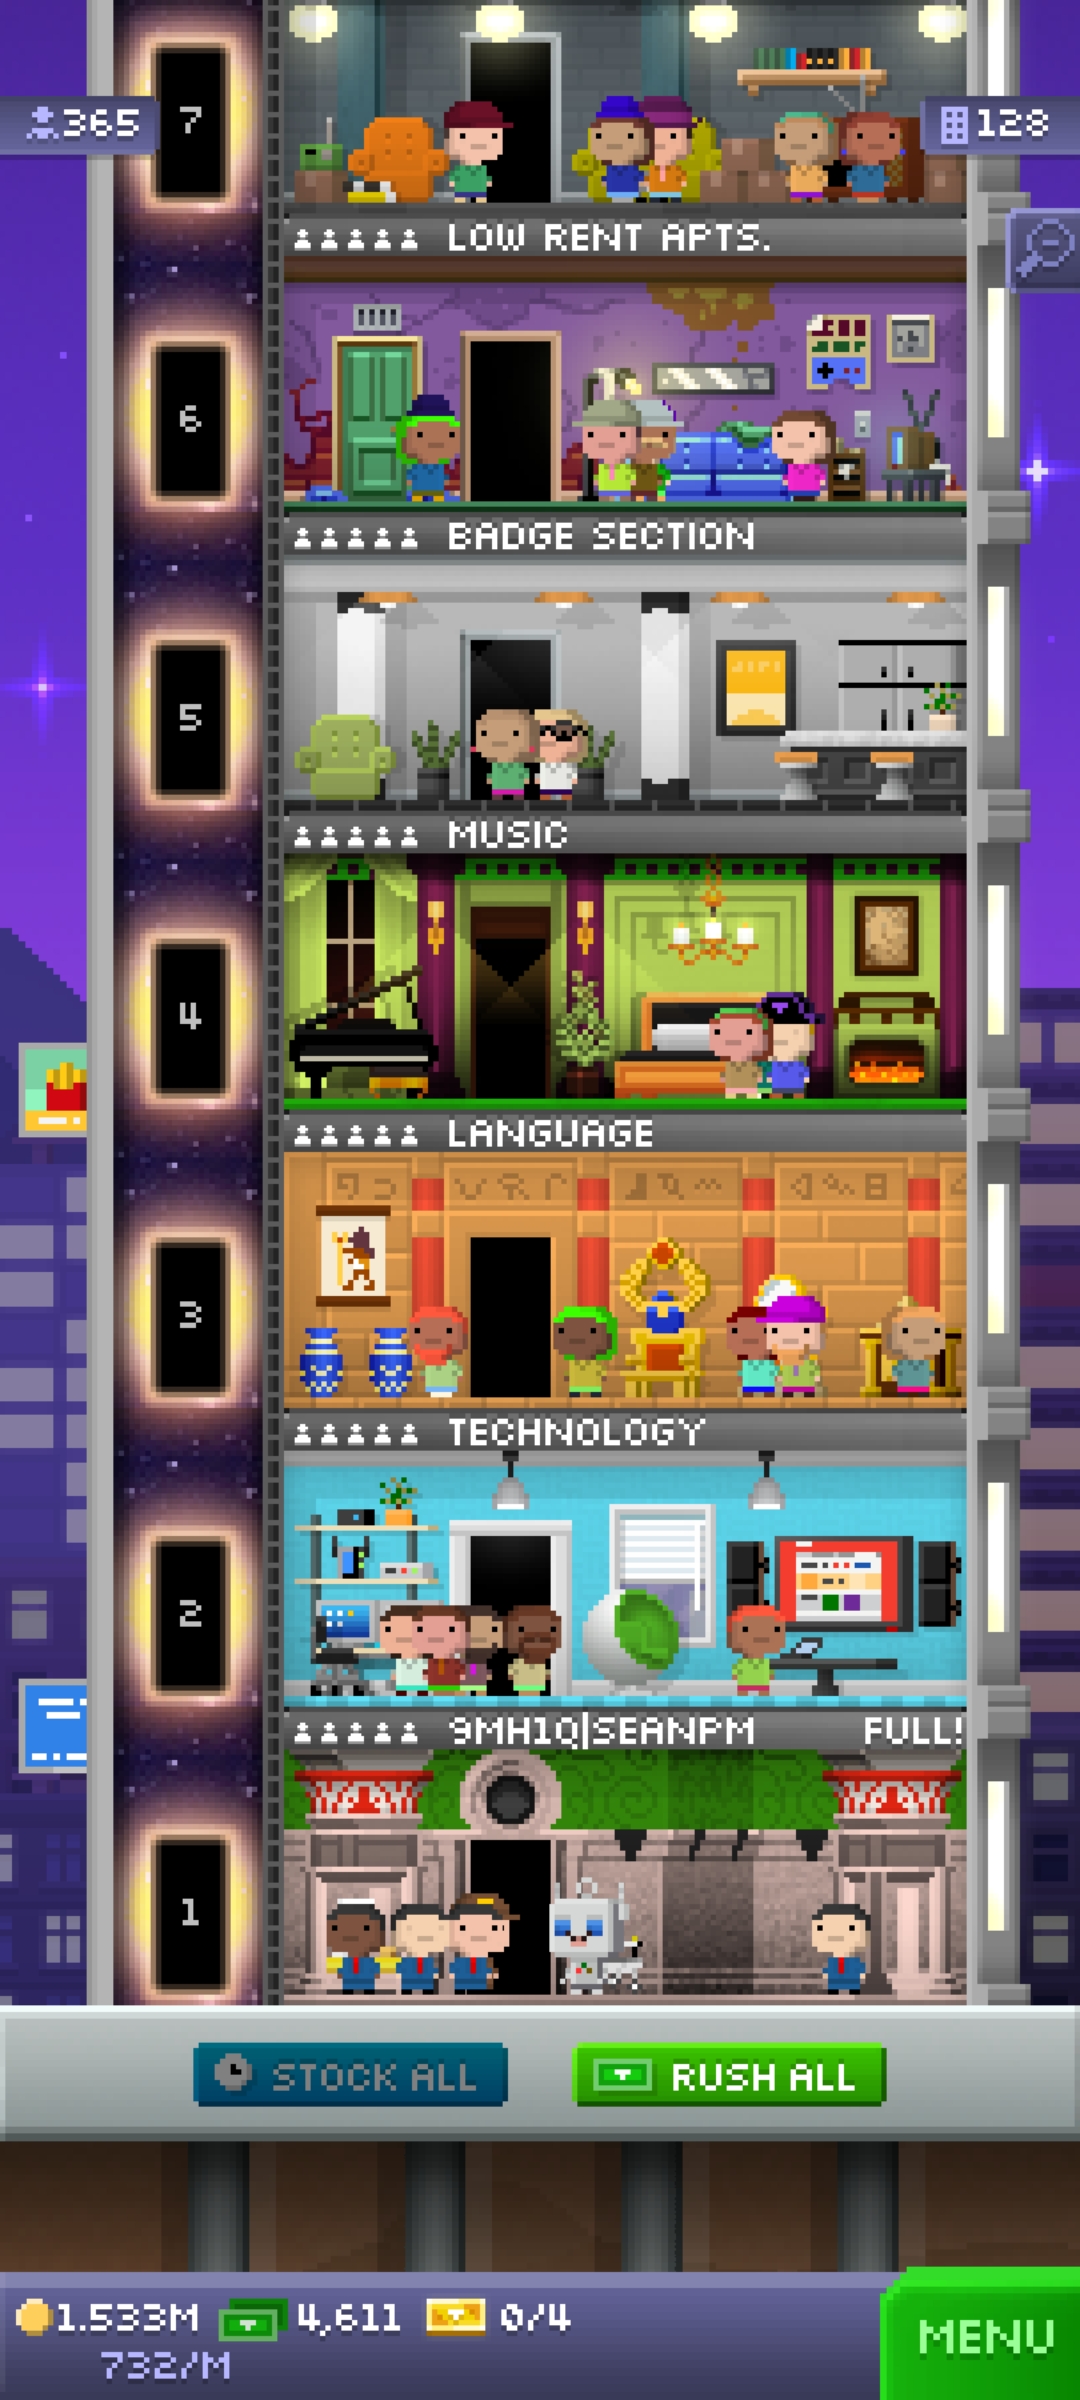 7
365
128
LOW RENT APTS.
6
BADGE SECTION
5
MUSIC
4
LANGUAGE
3
TECHNOLOGY
2
9MH1Q|SEANPM FULL!
1
STOCK ALL
RUSH ALL
1.533M 4,611 0/4
732/M
MENU